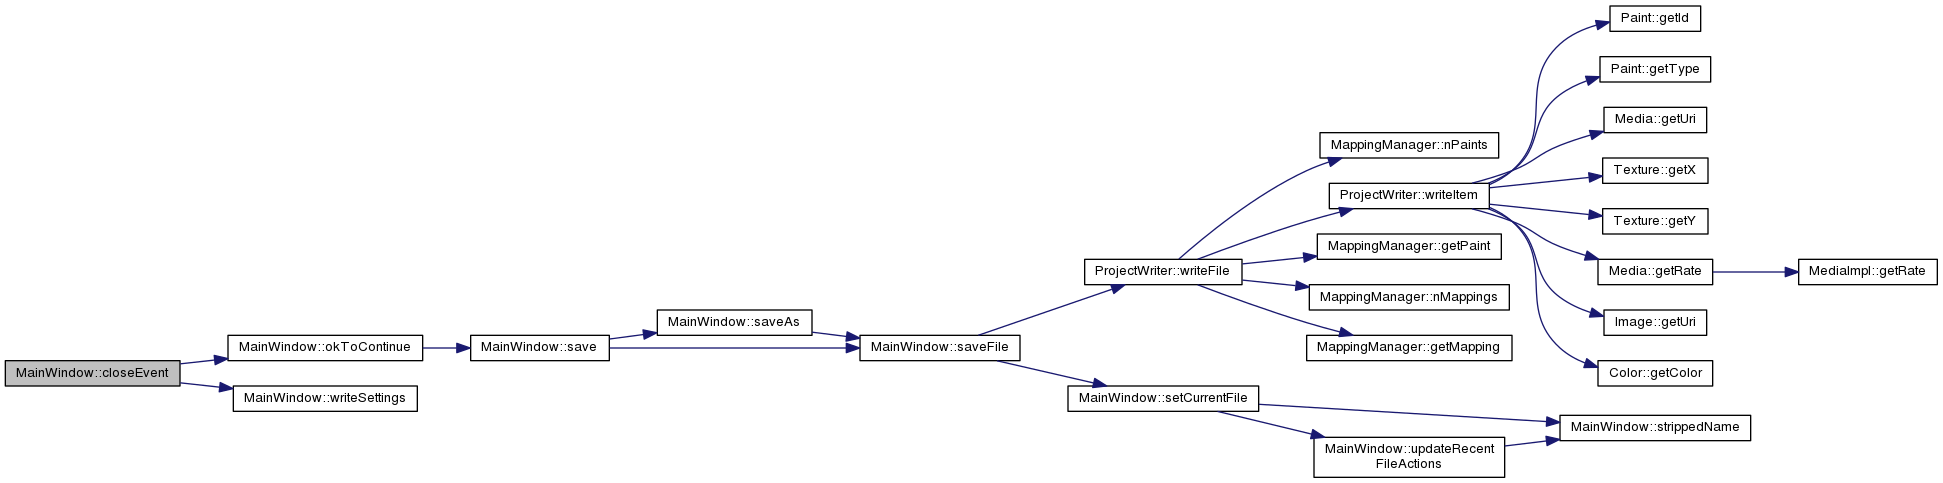 MainWindow::closeEvent
MainWindow::okToContinue
MainWindow::writeSettings
MainWindow::save
MainWindow::saveAs
MainWindow::saveFile
ProjectWriter::writeFile
MainWindow::setCurrentFile
MappingManager::nPaints
ProjectWriter::writeItem
MappingManager::getPaint
MappingManager::nMappings
MappingManager::getMapping
MainWindow::updateRecent
FileActions
Paint::getId
Paint::getType
Media::getUri
Texture::getX
Texture::getY
Media::getRate
Image::getUri
Color::getColor
MainWindow::strippedName
MediaImpl::getRate